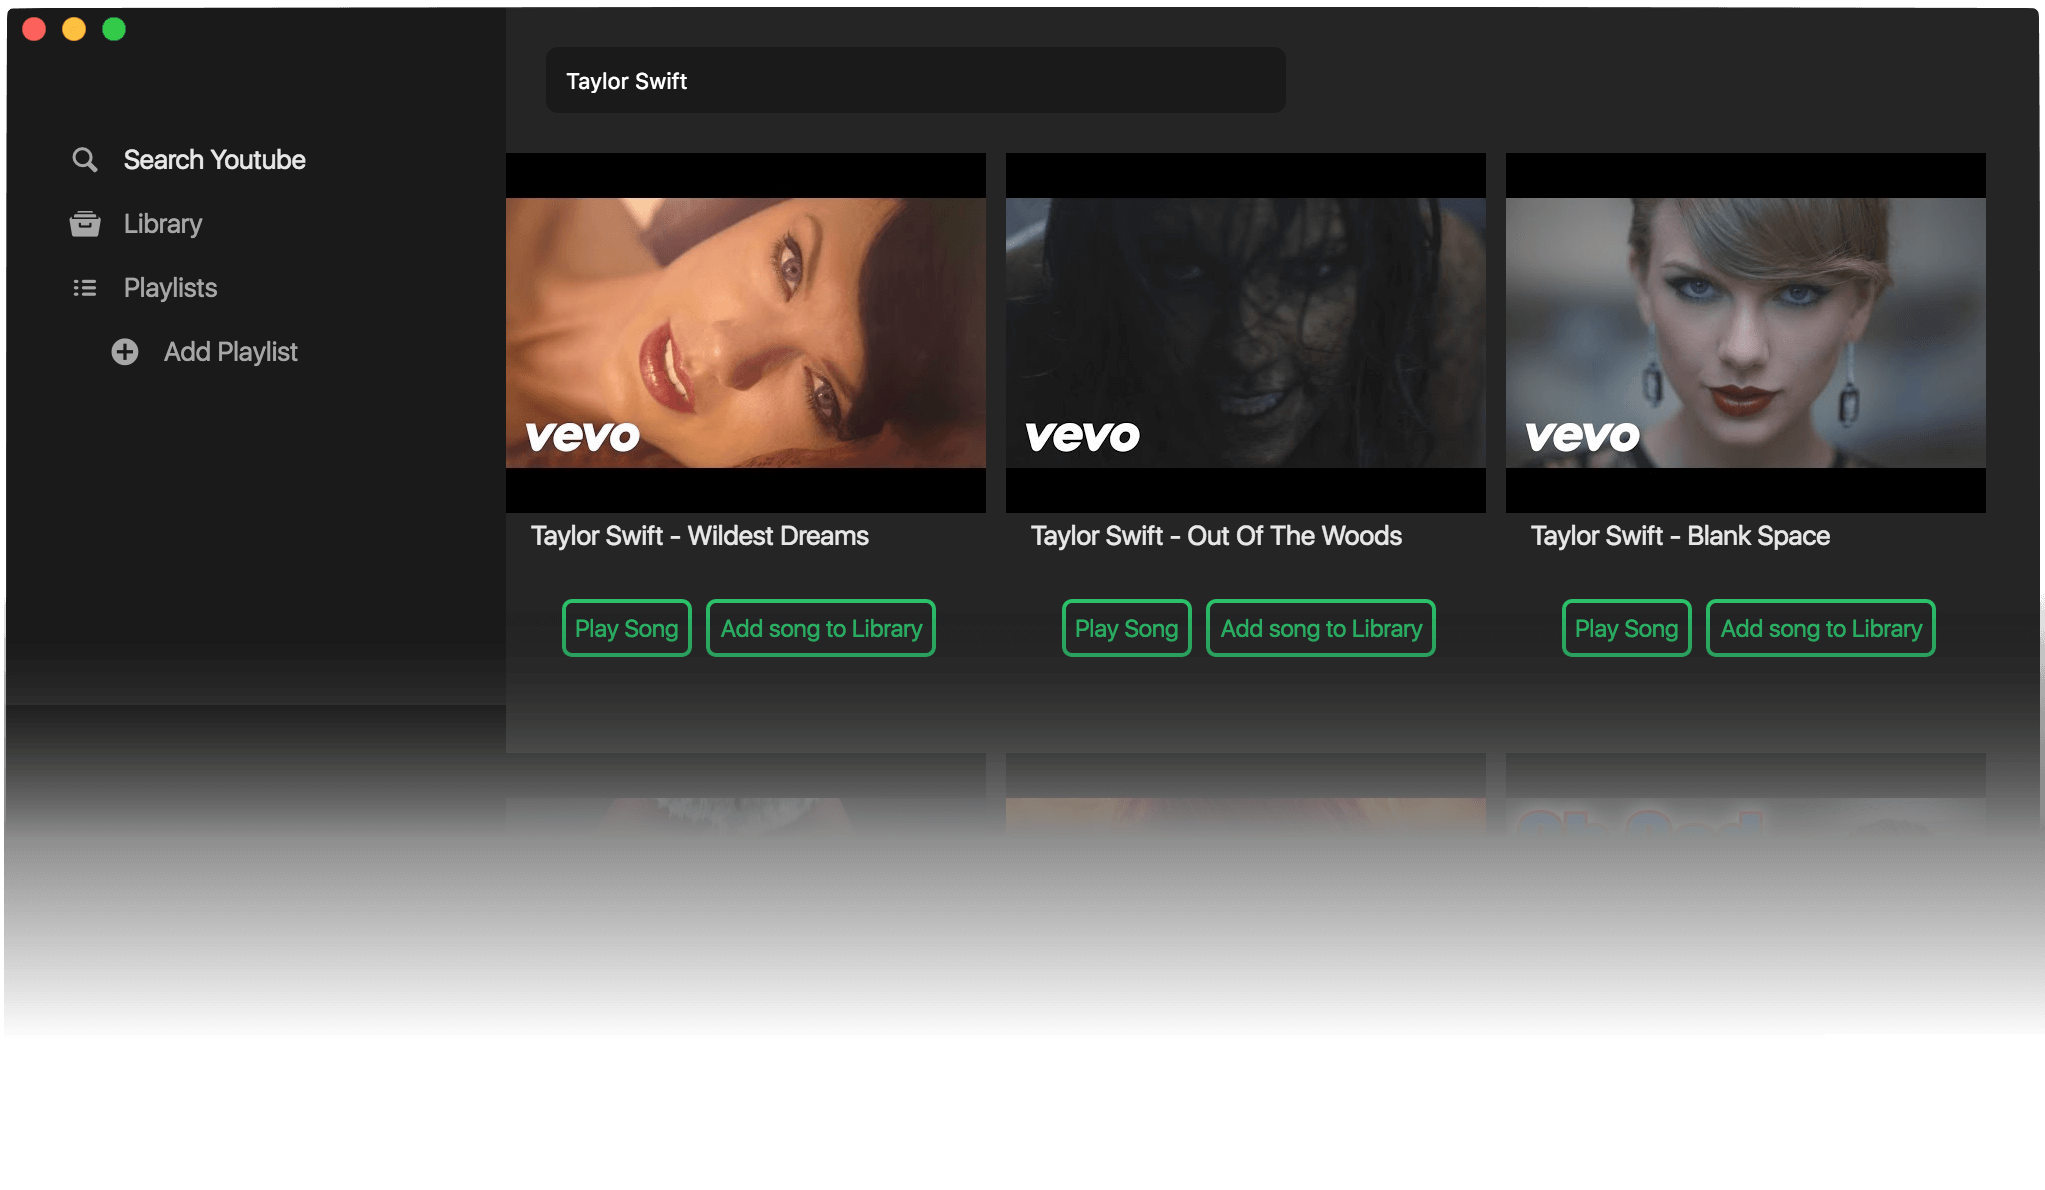 Taylor Swift
Search Youtube
Library
Playlists
Add Playlist
vevo
vevo
vevo
Taylor Swift - Wildest Dreams
Taylor Swift - Out Of The Woods
Taylor Swift - Blank Space
Play Song
Add song to Library
Play Song
Add song to Library
Play Song
Add song to Library